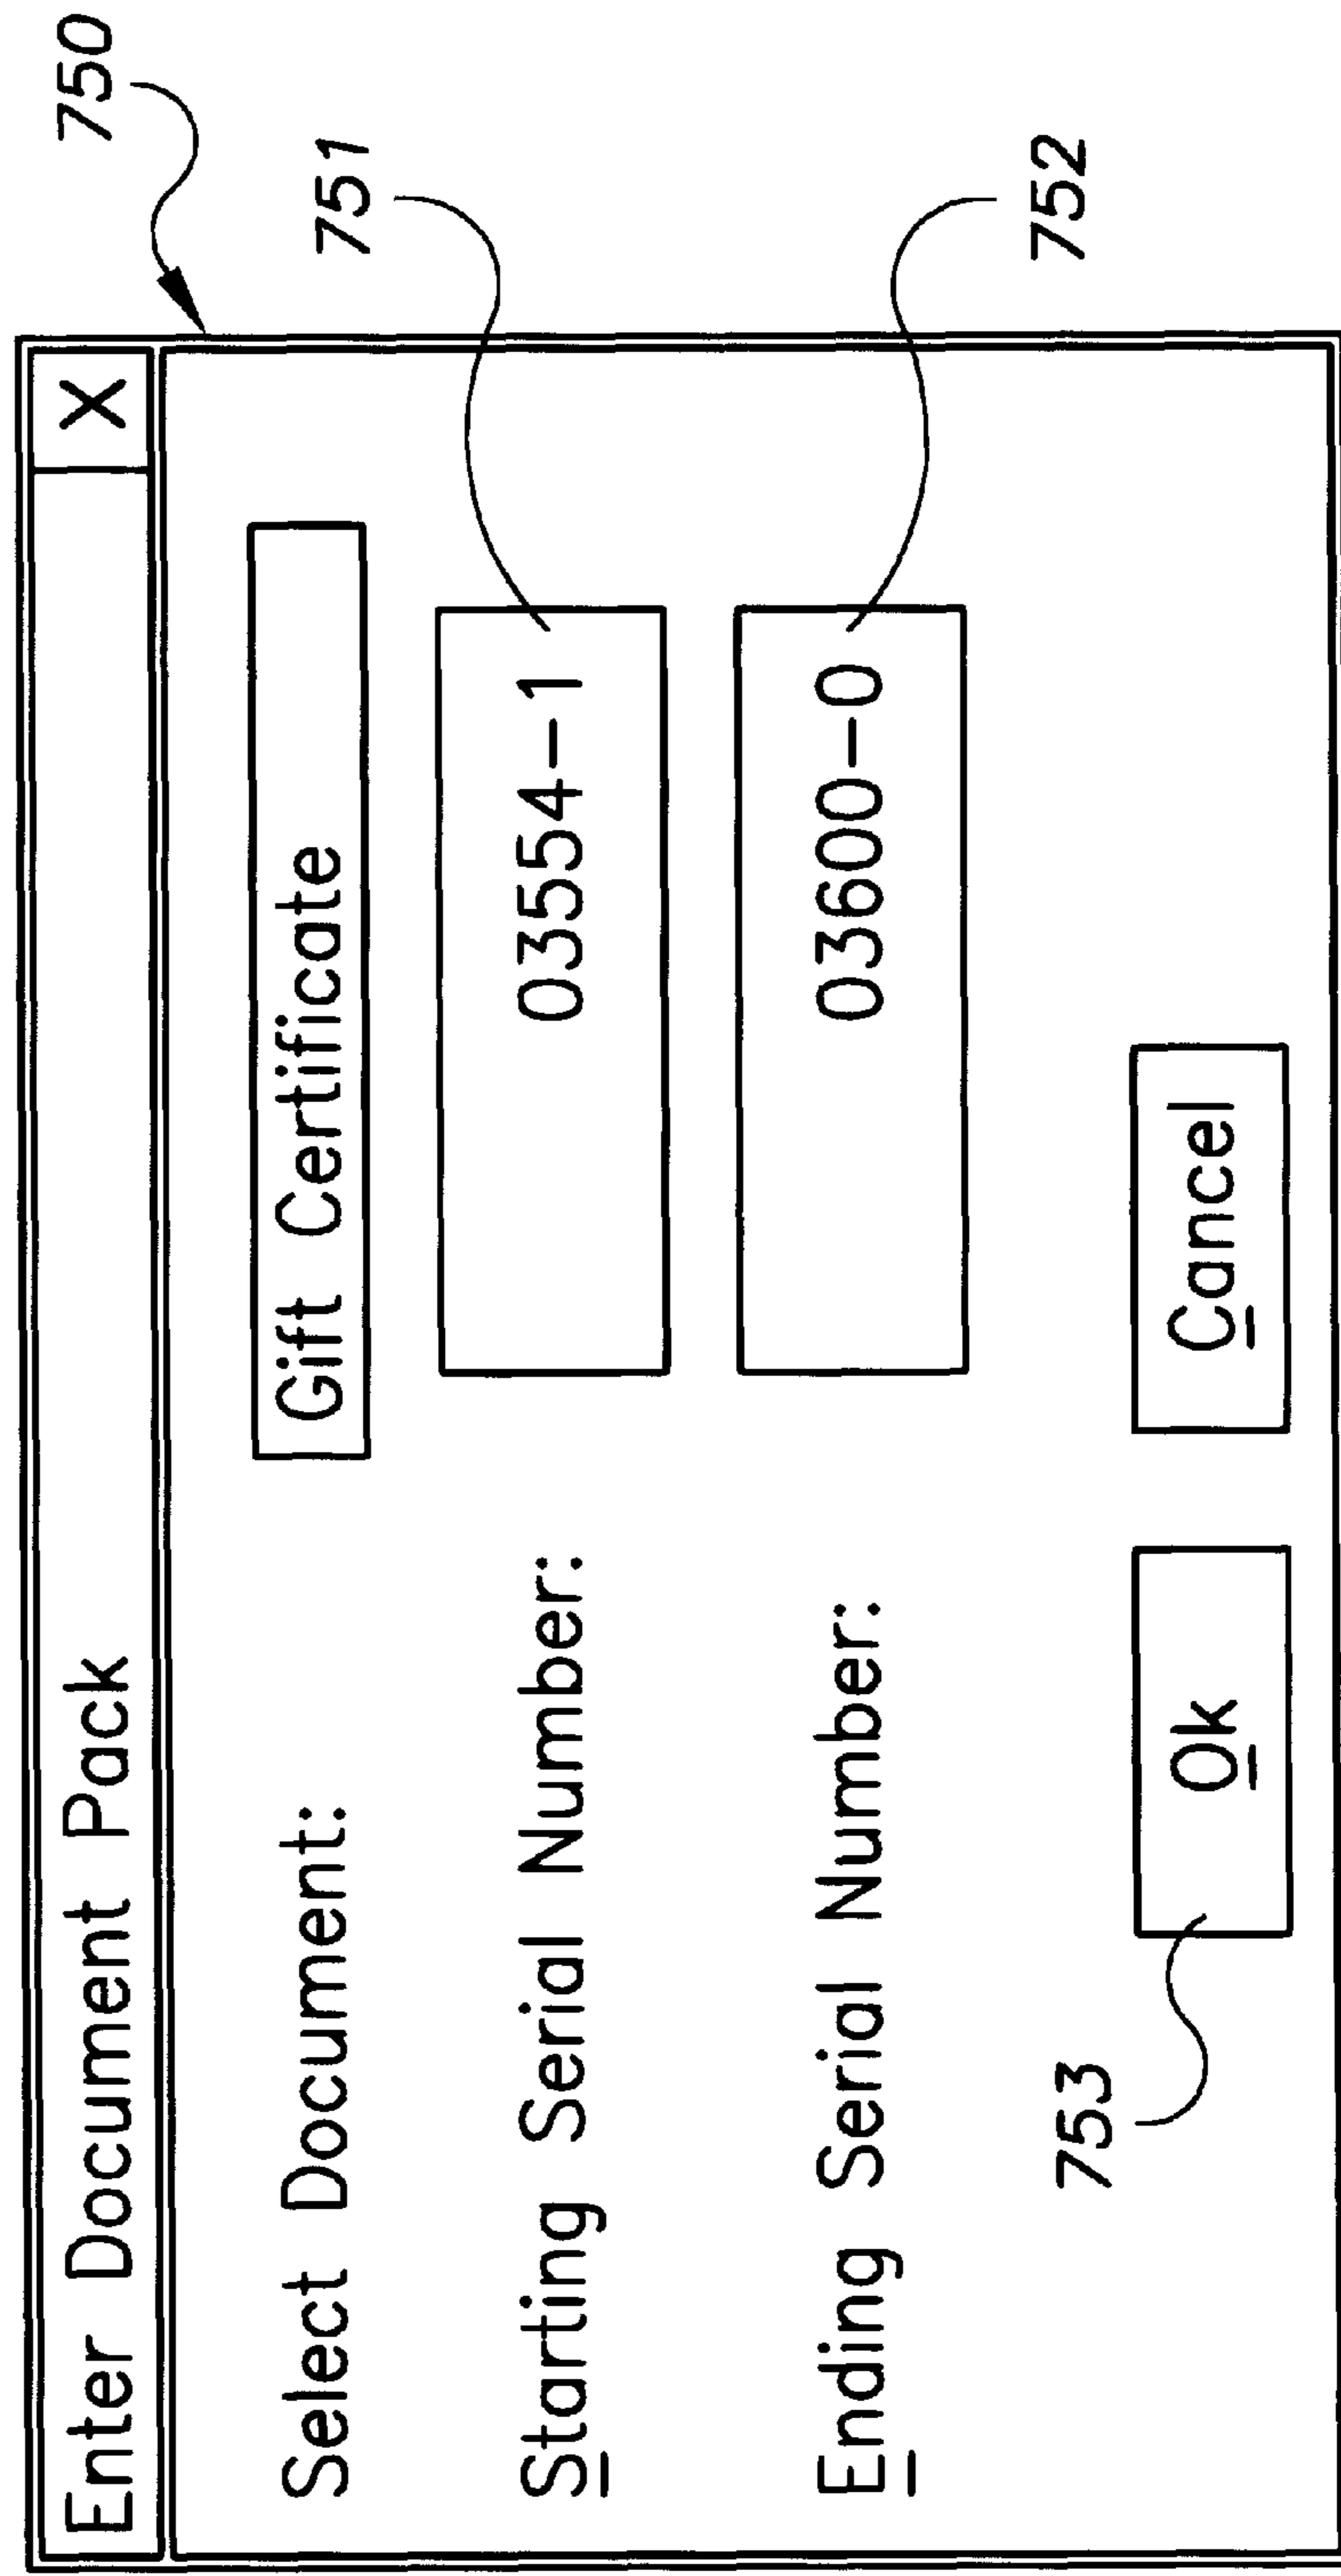 750
Enter Document Pack X
Select Document: Gift Certificate
751
Starting Serial Number: 03554-1
Ending Serial Number: 03600-0
752
753
Ok Cancel